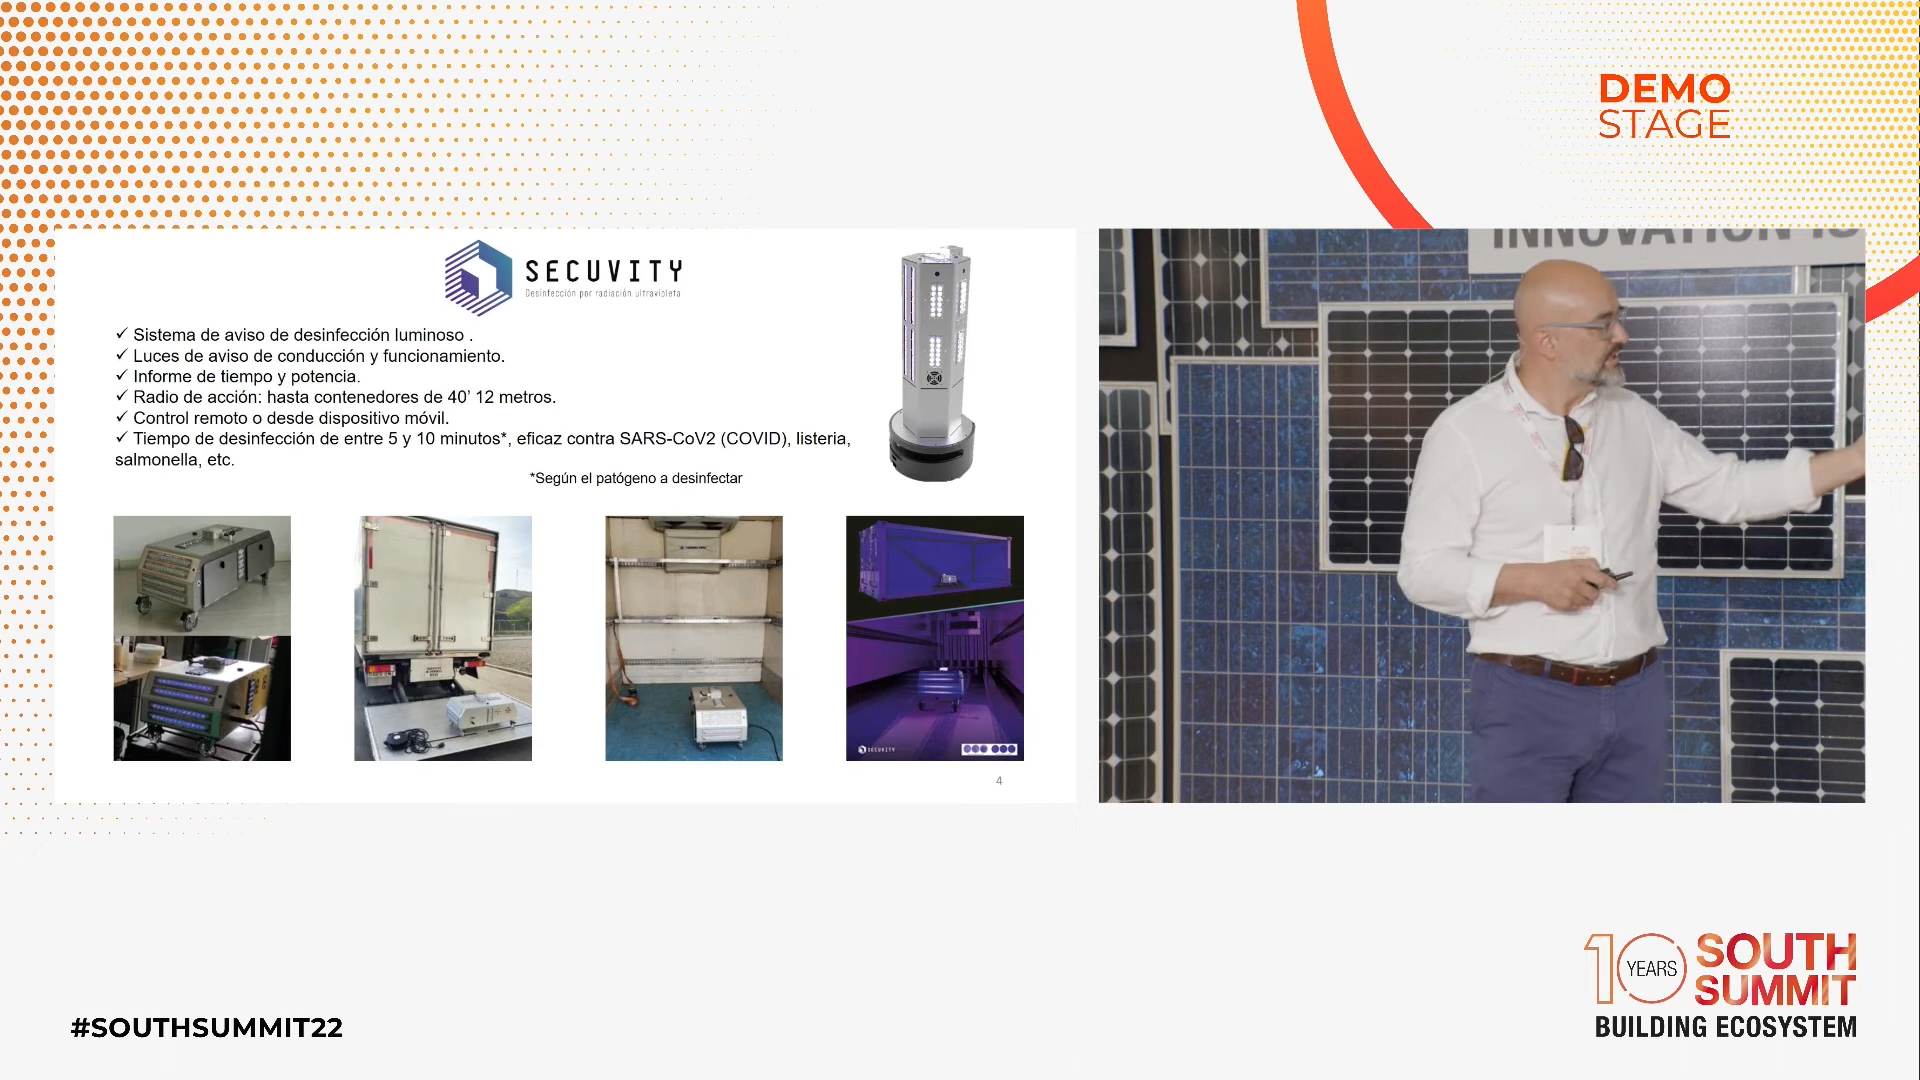 DEMO
STAGE
SECUVITY
Desinfección por radiación ultravioleta
✓ Sistema de aviso de desinfección luminoso .
✓ Luces de aviso de conducción y funcionamiento.
✓ Informe de tiempo y potencia.
✓ Radio de acción: hasta contenedores de 40’ 12 metros.
✓ Control remoto o desde dispositivo móvil.
✓ Tiempo de desinfección de entre 5 y 10 minutos*, eficaz contra SARS-CoV2 (COVID), listeria,
salmonella, etc.
*Según el patógeno a desinfectar
SECUVITY
4
INNOVATION IS
10 YEARS
SOUTH
SUMMIT
BUILDING ECOSYSTEM
#SOUTHSUMMIT22